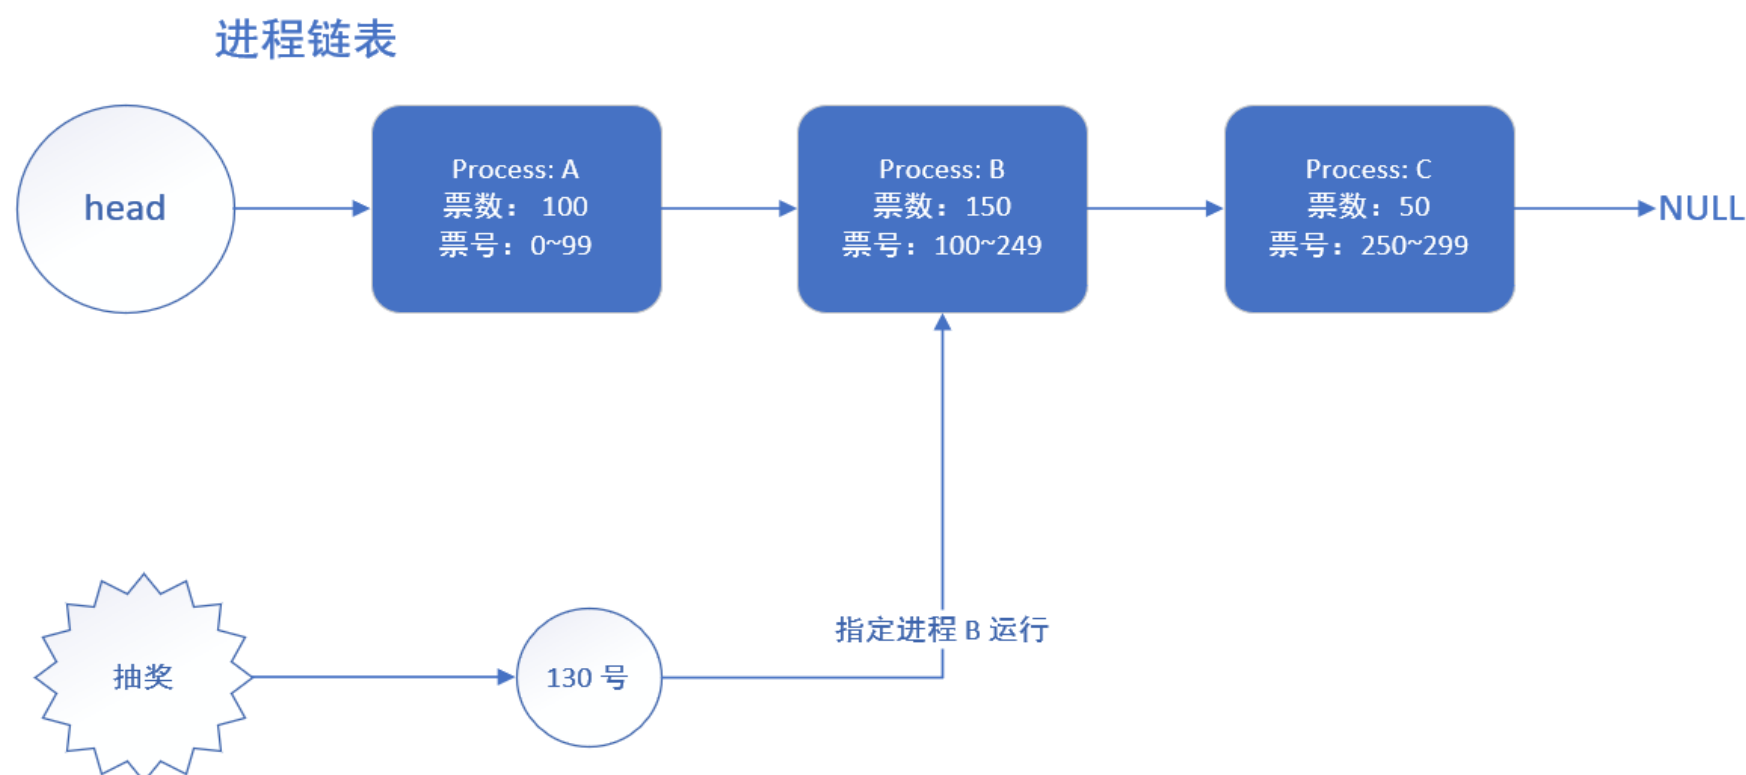 进程链表
head
Process: A
票数： 100
票号：0~99
Process: B
票数：150
票号：100~249
Process: C
票数：50
票号：250~299
NULL
指定进程 B 运行
抽奖
130 号